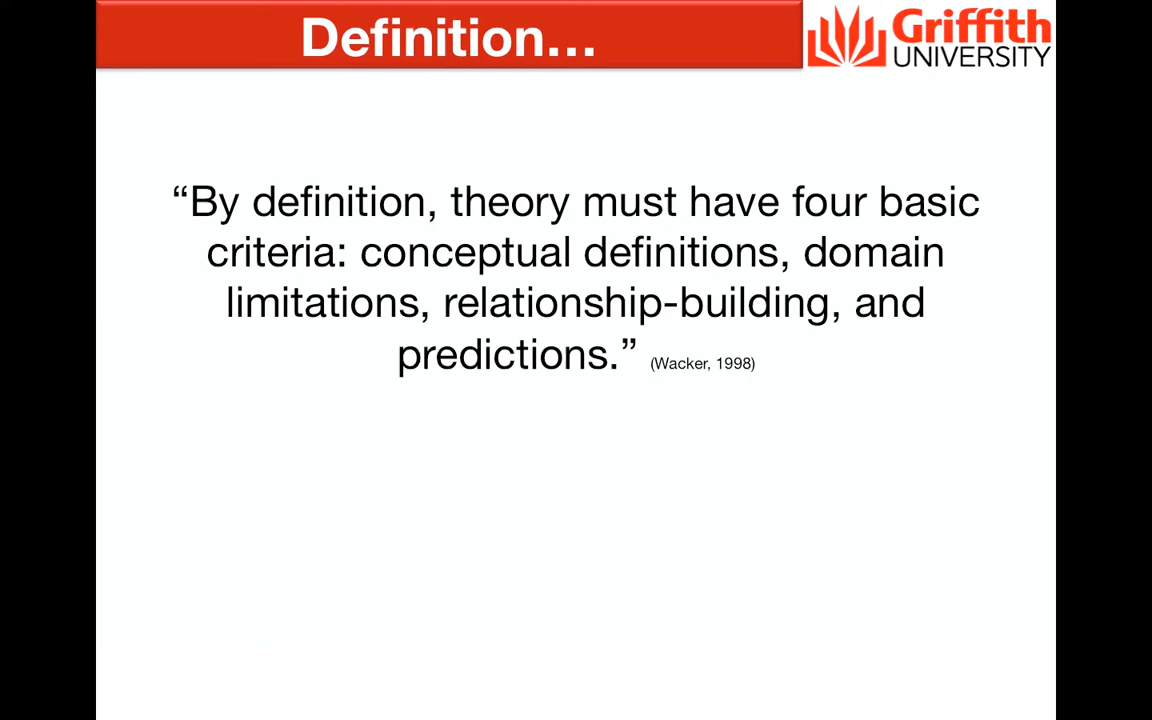 Definition...
Griffith
UNIVERSITY
“By definition, theory must have four basic
criteria: conceptual definitions, domain
limitations, relationship-building, and
predictions.” (Wacker, 1998)